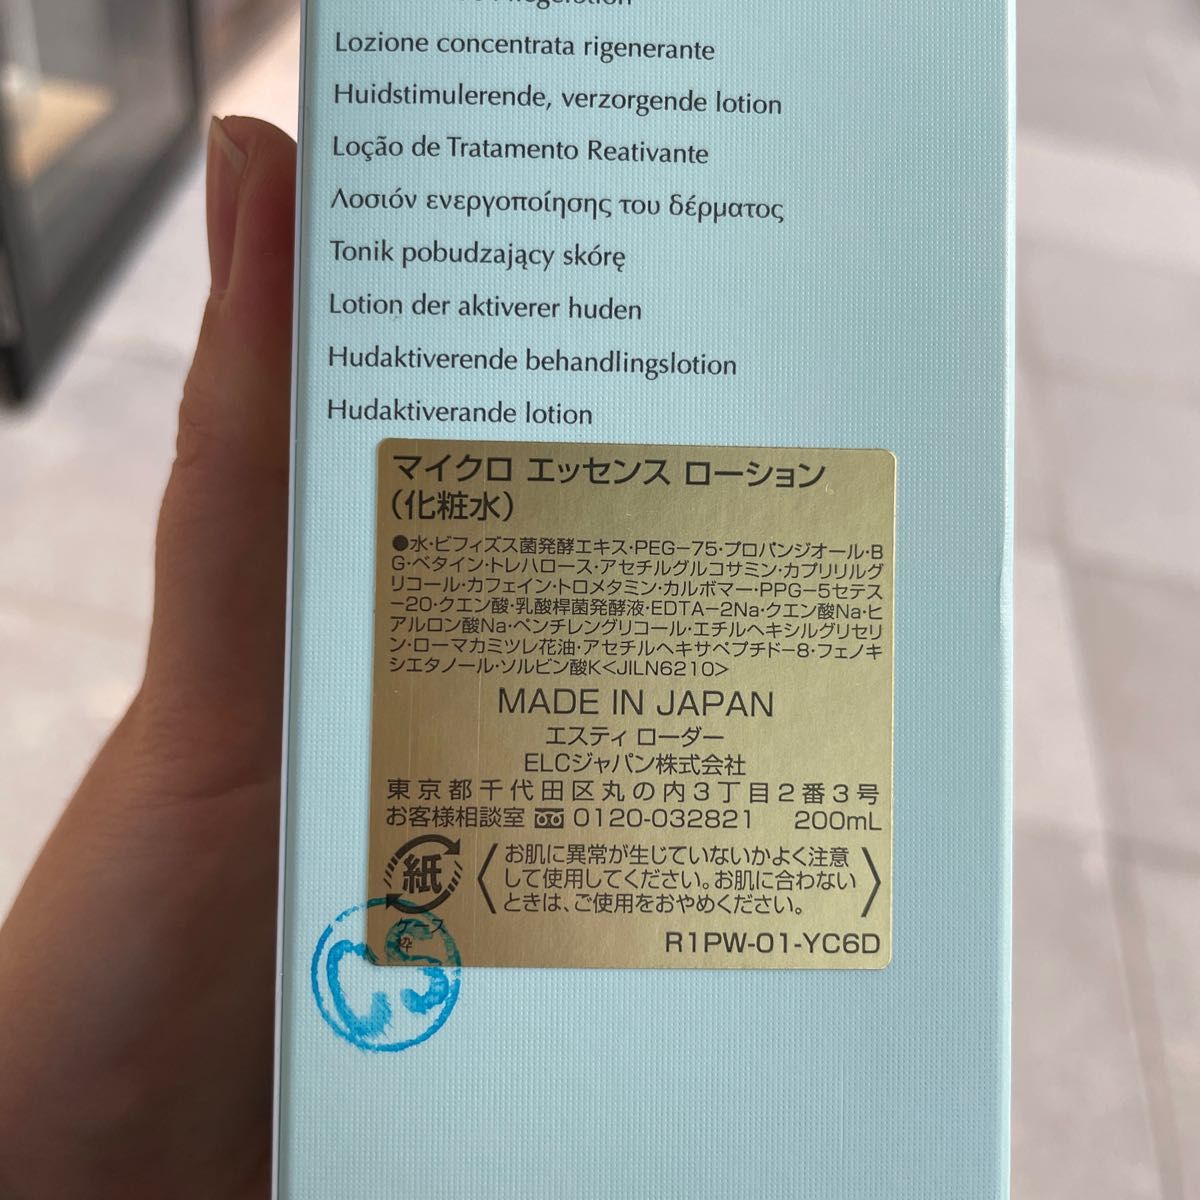 Lozione concentrata rigenerante
Huidstimulerende, verzorgende lotion
Loção de Tratamento Reativante
Λοσιόν ενεργοποίησης του δέρματος
Tonik pobudzający skórę
Lotion der aktiverer huden
Hudaktiverende behandlingslotion
Hudaktiverande lotion
マイクロ エッセンス ローション
(化粧水)
●水・ビフィズス菌発酵エキス・PEG-75・プロパンジオール・B
G・ベタイン・トレハロース・アセチルグルコサミン・カプリリルグ
リコール・カフェイン・トロメタミン・カルボマー・PPG-5セテス
-20・クエン酸・乳酸桿菌発酵液・EDTA-2Na・クエン酸Na・ヒ
アルロン酸Na・ペンチレングリコール・エチルヘキシルグリセリ
ン・ローマカミツレ花油・アセチルヘキサペプチド-8・フェノキ
シエタノール・ソルビン酸K<JILN6210>
MADE IN JAPAN
エスティ ローダー
ELCジャパン株式会社
東京都千代田区丸の内3丁目2番3号
お客様相談室 0120-032821 200mL
紙
ケース
枠
お肌に異常が生じていないかよく注意
して使用してください。お肌に合わない
ときは、ご使用をおやめください。
R1PW-01-YC6D
CS